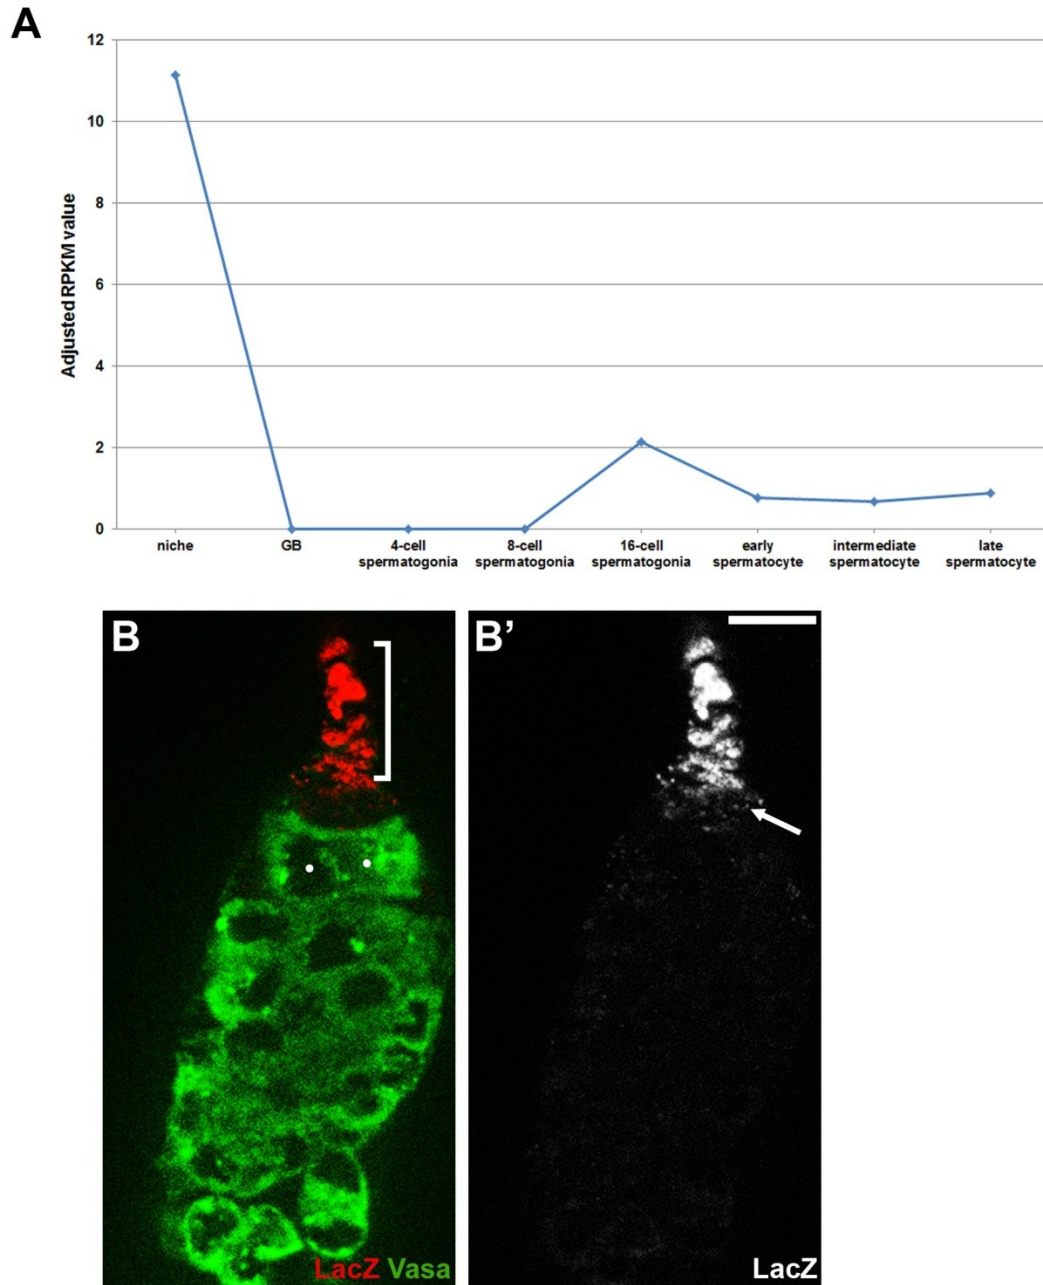 A
Adjusted RPKM value
12
10
8
6
4
2
0
niche
GB
4-cell
spermatogonia
8-cell
spermatogonia
16-cell
spermatogonia
early
spermatocyte
intermediate
spermatocyte
late
spermatocyte
B
LacZ Vasa
B’
LacZ